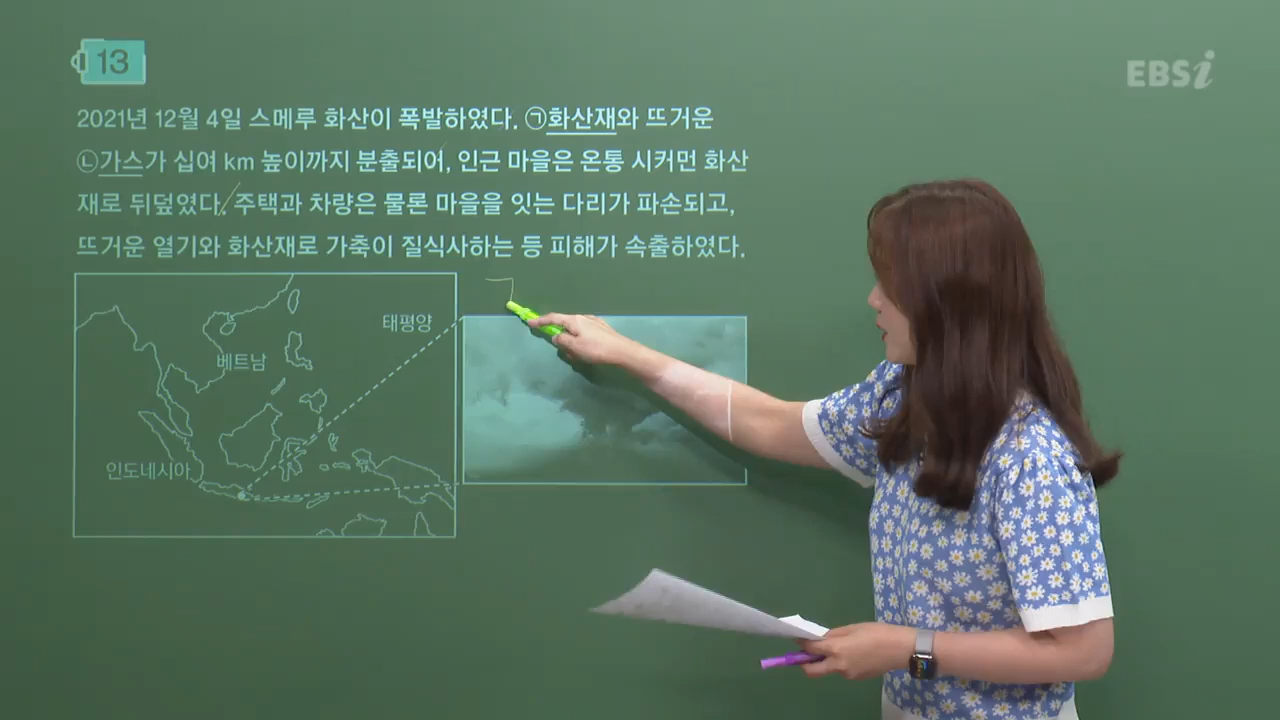 13
EBSi
2021년 12월 4일 스메루 화산이 폭발하였다. ㉠화산재와 뜨거운
㉡가스가 십여 km 높이까지 분출되어, 인근 마을은 온통 시커먼 화산
재로 뒤덮였다. 주택과 차량은 물론 마을을 잇는 다리가 파손되고,
뜨거운 열기와 화산재로 가축이 질식사하는 등 피해가 속출하였다.
태평양
베트남
인도네시아